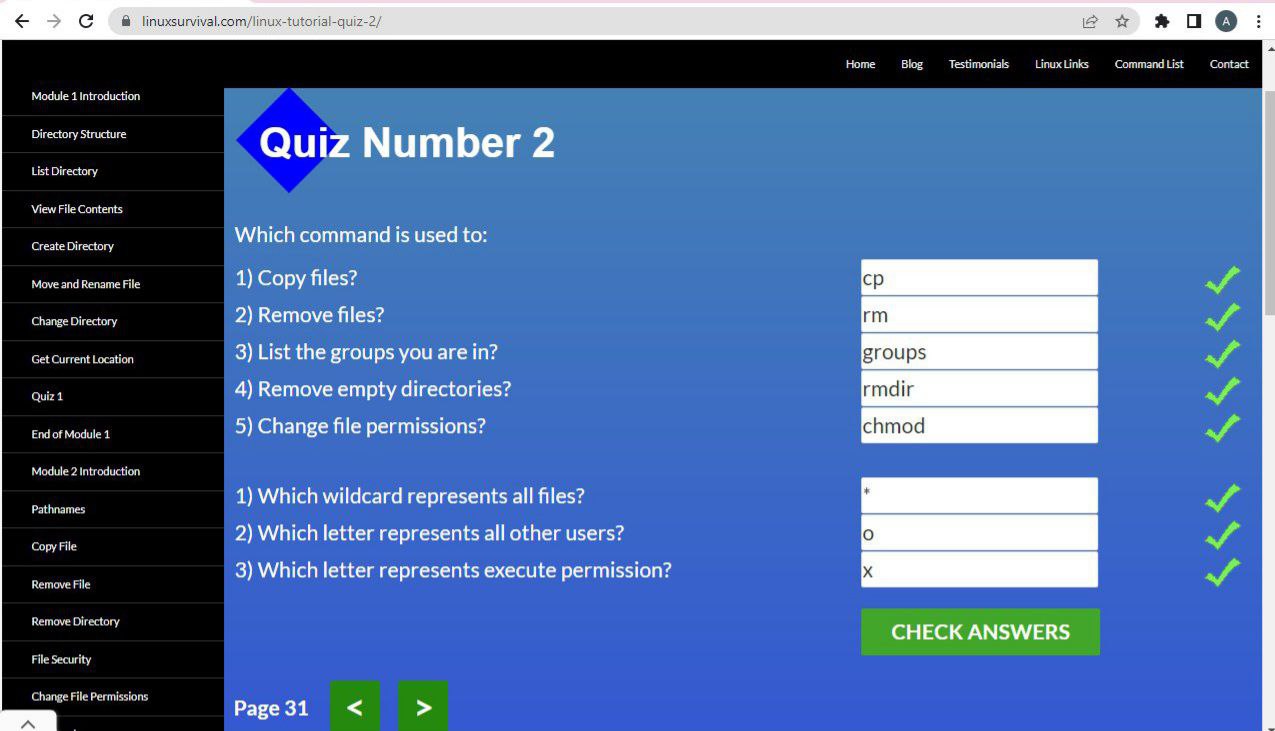 linuxsurvival.com/linux-tutorial-quiz-2/
A
Home Blog Testimonials Linux Links Command List Contact
Module 1 Introduction
Directory Structure
List Directory
View File Contents
Create Directory
Move and Rename File
Change Directory
Get Current Location
Quiz 1
End of Module 1
Module 2 Introduction
Pathnames
Copy File
Remove File
Remove Directory
File Security
Change File Permissions
Quiz Number 2
Which command is used to:
1) Copy files? cp
2) Remove files? rm
3) List the groups you are in? groups
4) Remove empty directories? rmdir
5) Change file permissions? chmod
1) Which wildcard represents all files? *
2) Which letter represents all other users? o
3) Which letter represents execute permission? x
CHECK ANSWERS
Page 31 < >